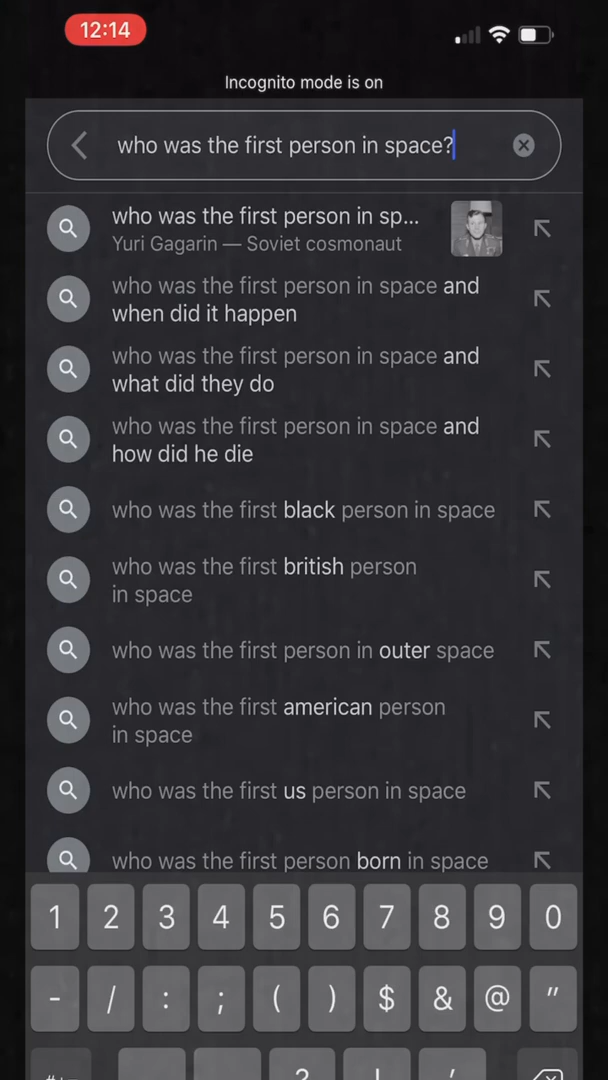 12:14
Incognito mode is on
who was the first person in space?
who was the first person in sp...
Yuri Gagarin — Soviet cosmonaut
who was the first person in space and
when did it happen
who was the first person in space and
what did they do
who was the first person in space and
how did he die
who was the first black person in space
who was the first british person
in space
who was the first person in outer space
who was the first american person
in space
who was the first us person in space
who was the first person born in space
1 2 3 4 5 6 7 8 9 0
- / : ; ( ) $ & @ "